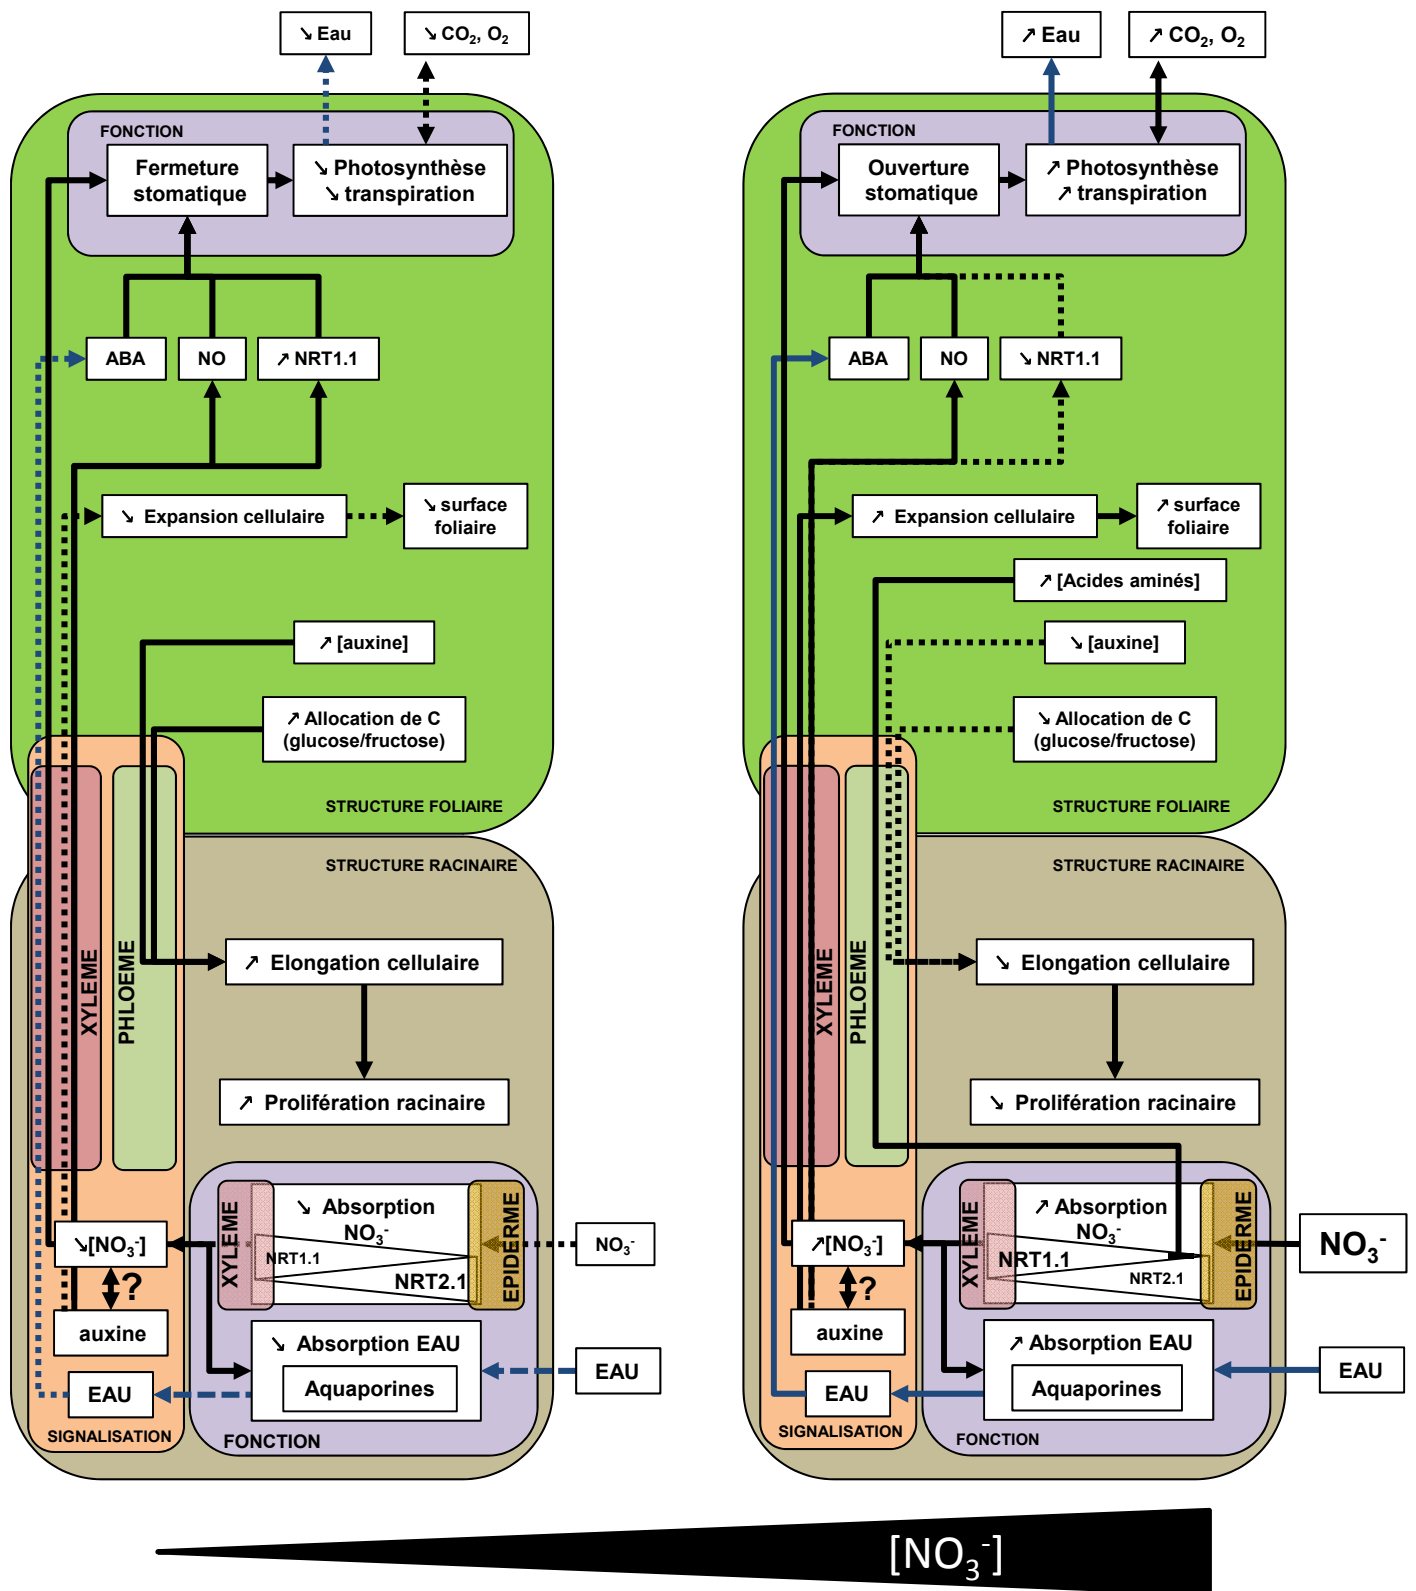 ↘ Eau
↘ CO₂, O₂
FONCTION
Fermeture
stomatique
↘ Photosynthèse
↘ transpiration
ABA
NO
↗ NRT1.1
↘ Expansion cellulaire
↘ surface
foliaire
↗ [auxine]
↗ Allocation de C
(glucose/fructose)
STRUCTURE FOLIAIRE
STRUCTURE RACINAIRE
XYLEME
PHLOEME
↗ Elongation cellulaire
↗ Prolifération racinaire
↘ Absorption
NO₃⁻
XYLEME
NRT1.1
NRT2.1
EPIDERME
NO₃⁻
↘[NO₃⁻]
?
auxine
↘ Absorption EAU
Aquaporines
EAU
EAU
SIGNALISATION
FONCTION
↗ Eau
↗ CO₂, O₂
FONCTION
Ouverture
stomatique
↗ Photosynthèse
↗ transpiration
ABA
NO
↘ NRT1.1
↗ Expansion cellulaire
↗ surface
foliaire
↗ [Acides aminés]
↘ [auxine]
↘ Allocation de C
(glucose/fructose)
STRUCTURE FOLIAIRE
STRUCTURE RACINAIRE
XYLEME
PHLOEME
↘ Elongation cellulaire
↘ Prolifération racinaire
↗ Absorption
NO₃⁻
XYLEME
NRT1.1
NRT2.1
EPIDERME
NO₃⁻
↗[NO₃⁻]
?
auxine
↗ Absorption EAU
Aquaporines
EAU
EAU
SIGNALISATION
FONCTION
[NO₃⁻]